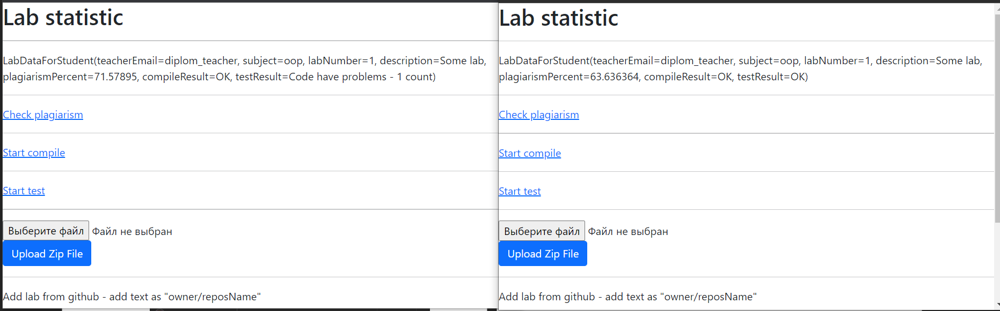 Lab statistic
LabDataForStudent(teacherEmail=diplom_teacher, subject=oop, labNumber=1, description=Some lab,
plagiarismPercent=71.57895, compileResult=OK, testResult=Code have problems - 1 count)
Check plagiarism
Start compile
Start test
Выберите файл Файл не выбран
Upload Zip File
Add lab from github - add text as "owner/reposName"
Lab statistic
LabDataForStudent(teacherEmail=diplom_teacher, subject=oop, labNumber=1, description=Some lab,
plagiarismPercent=63.636364, compileResult=OK, testResult=OK)
Check plagiarism
Start compile
Start test
Выберите файл Файл не выбран
Upload Zip File
Add lab from github - add text as "owner/reposName"